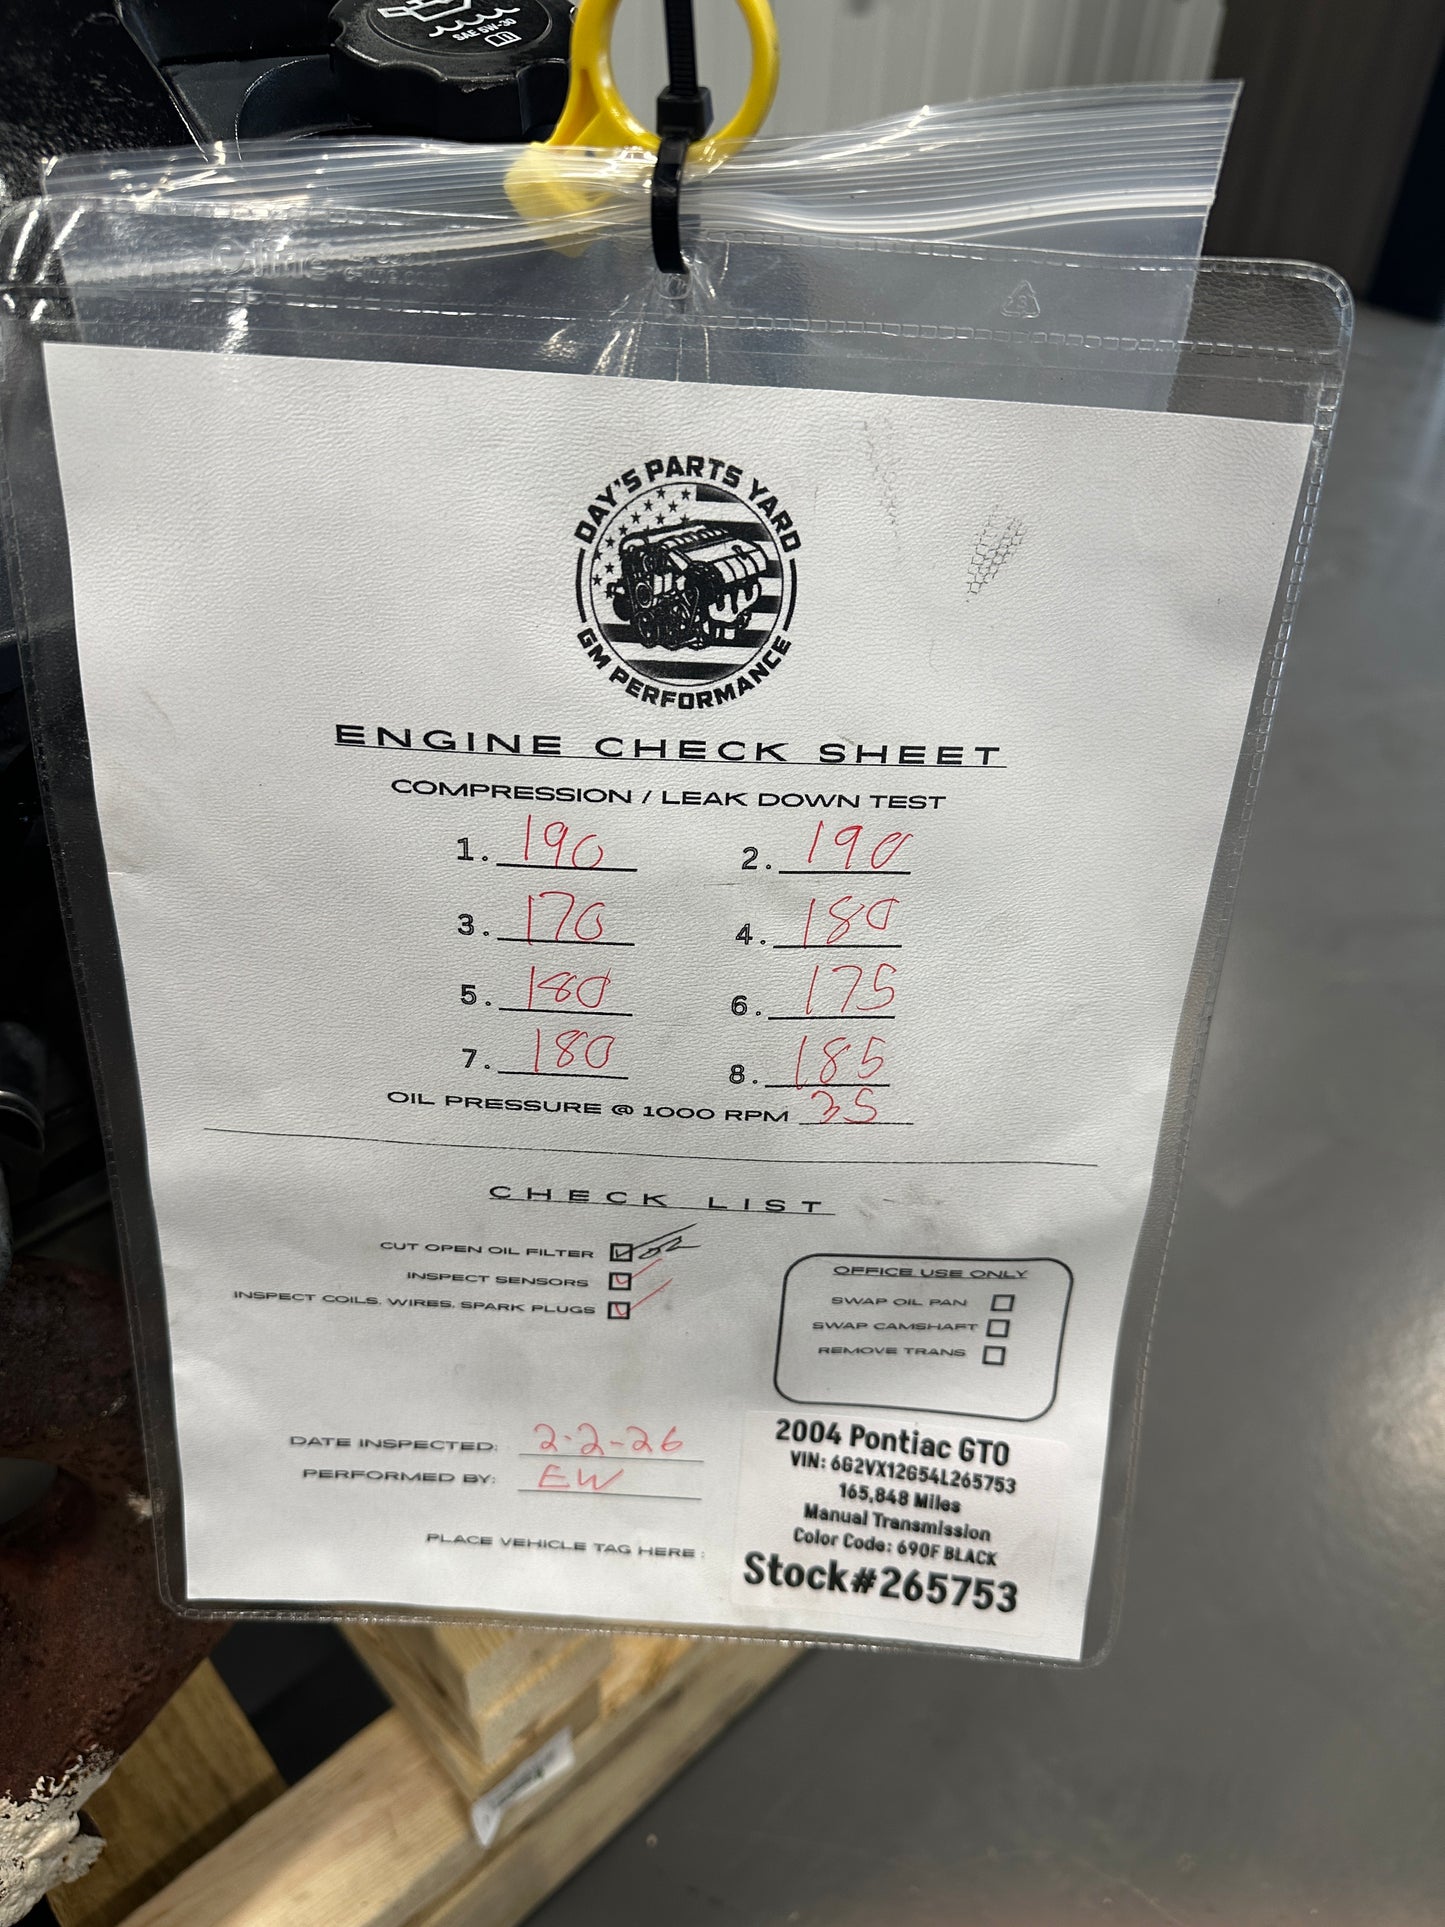 SAE 5W-30
DAY'S PARTS YARD
GM PERFORMANCE
ENGINE CHECK SHEET
COMPRESSION / LEAK DOWN TEST
1. 190 2. 190
3. 170 4. 180
5. 180 6. 175
7. 180 8. 185
OIL PRESSURE @ 1000 RPM 35
CHECK LIST
CUT OPEN OIL FILTER
INSPECT SENSORS
INSPECT COILS, WIRES, SPARK PLUGS
OFFICE USE ONLY
SWAP OIL PAN
SWAP CAMSHAFT
REMOVE TRANS
DATE INSPECTED: 2-2-26
PERFORMED BY: EW
PLACE VEHICLE TAG HERE :
2004 Pontiac GTO
VIN: 6G2VX12G54L265753
165,848 Miles
Manual Transmission
Color Code: 690F BLACK
Stock#265753